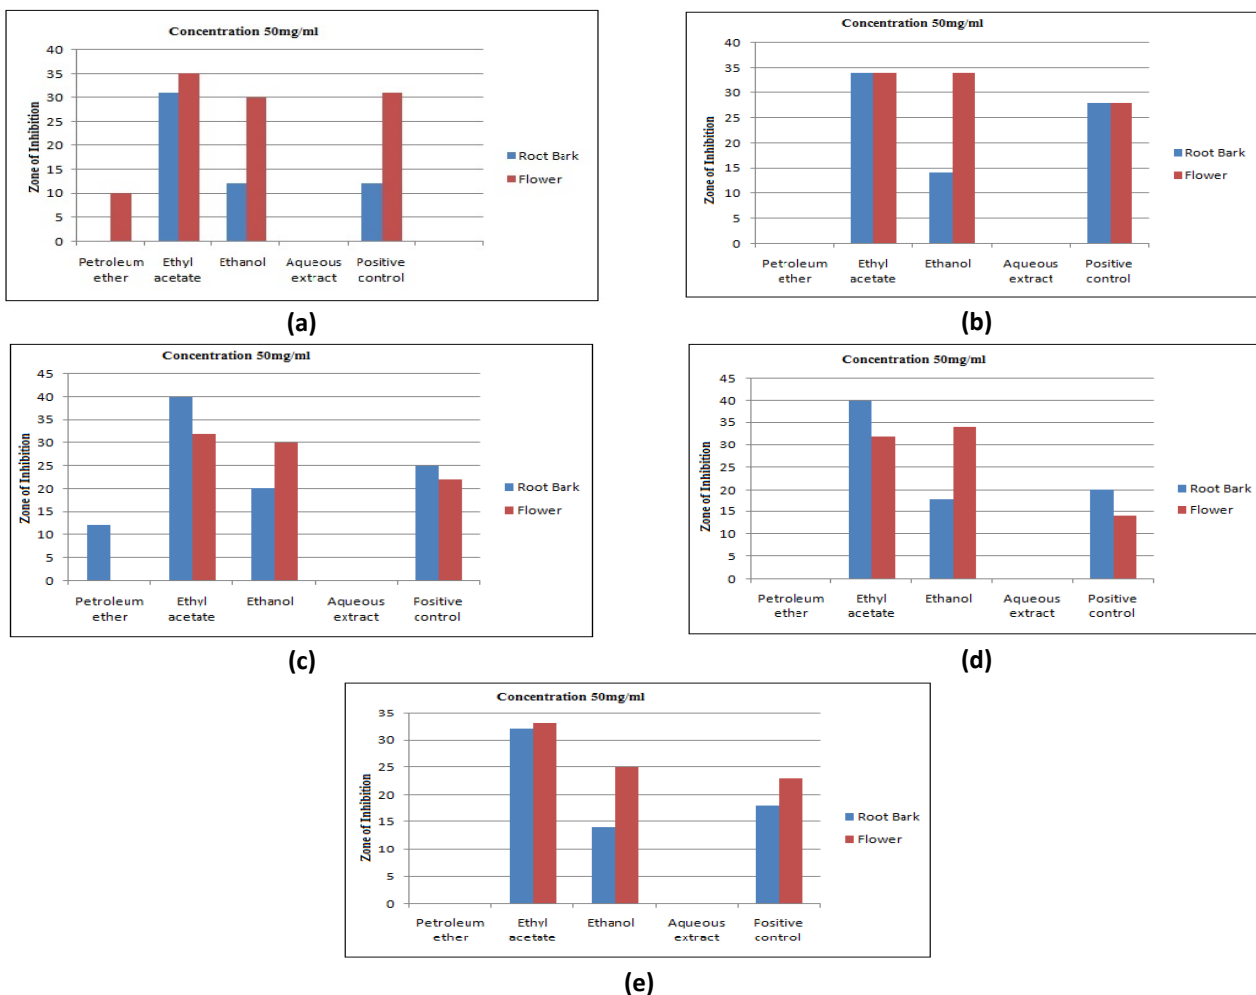 Concentration 50mg/ml
Zone of Inhibition
40
35
30
25
20
15
10
5
0
Petroleum ether
Ethyl acetate
Ethanol
Aqueous extract
Positive control
Root Bark
Flower
(a)
Concentration 50mg/ml
Zone of Inhibition
40
35
30
25
20
15
10
5
0
Petroleum ether
Ethyl acetate
Ethanol
Aqueous extract
Positive control
Root Bark
Flower
(b)
Concentration 50mg/ml
Zone of Inhibition
45
40
35
30
25
20
15
10
5
0
Petroleum ether
Ethyl acetate
Ethanol
Aqueous extract
Fositive control
Root Bark
Flower
(c)
Concentration 50mg/ml
Zone of Inhibition
45
40
35
30
25
20
15
10
5
0
Petroleum ether
Ethyl acetate
Ethanol
Aqueous extract
Positive control
Root Bark
Flower
(d)
Concentration 50mg/ml
Zone of Inhibition
35
30
25
20
15
10
5
0
Petroleum ether
Ethyl acetate
Ethanol
Aqueous extract
Fositive control
Root Bark
Flower
(e)